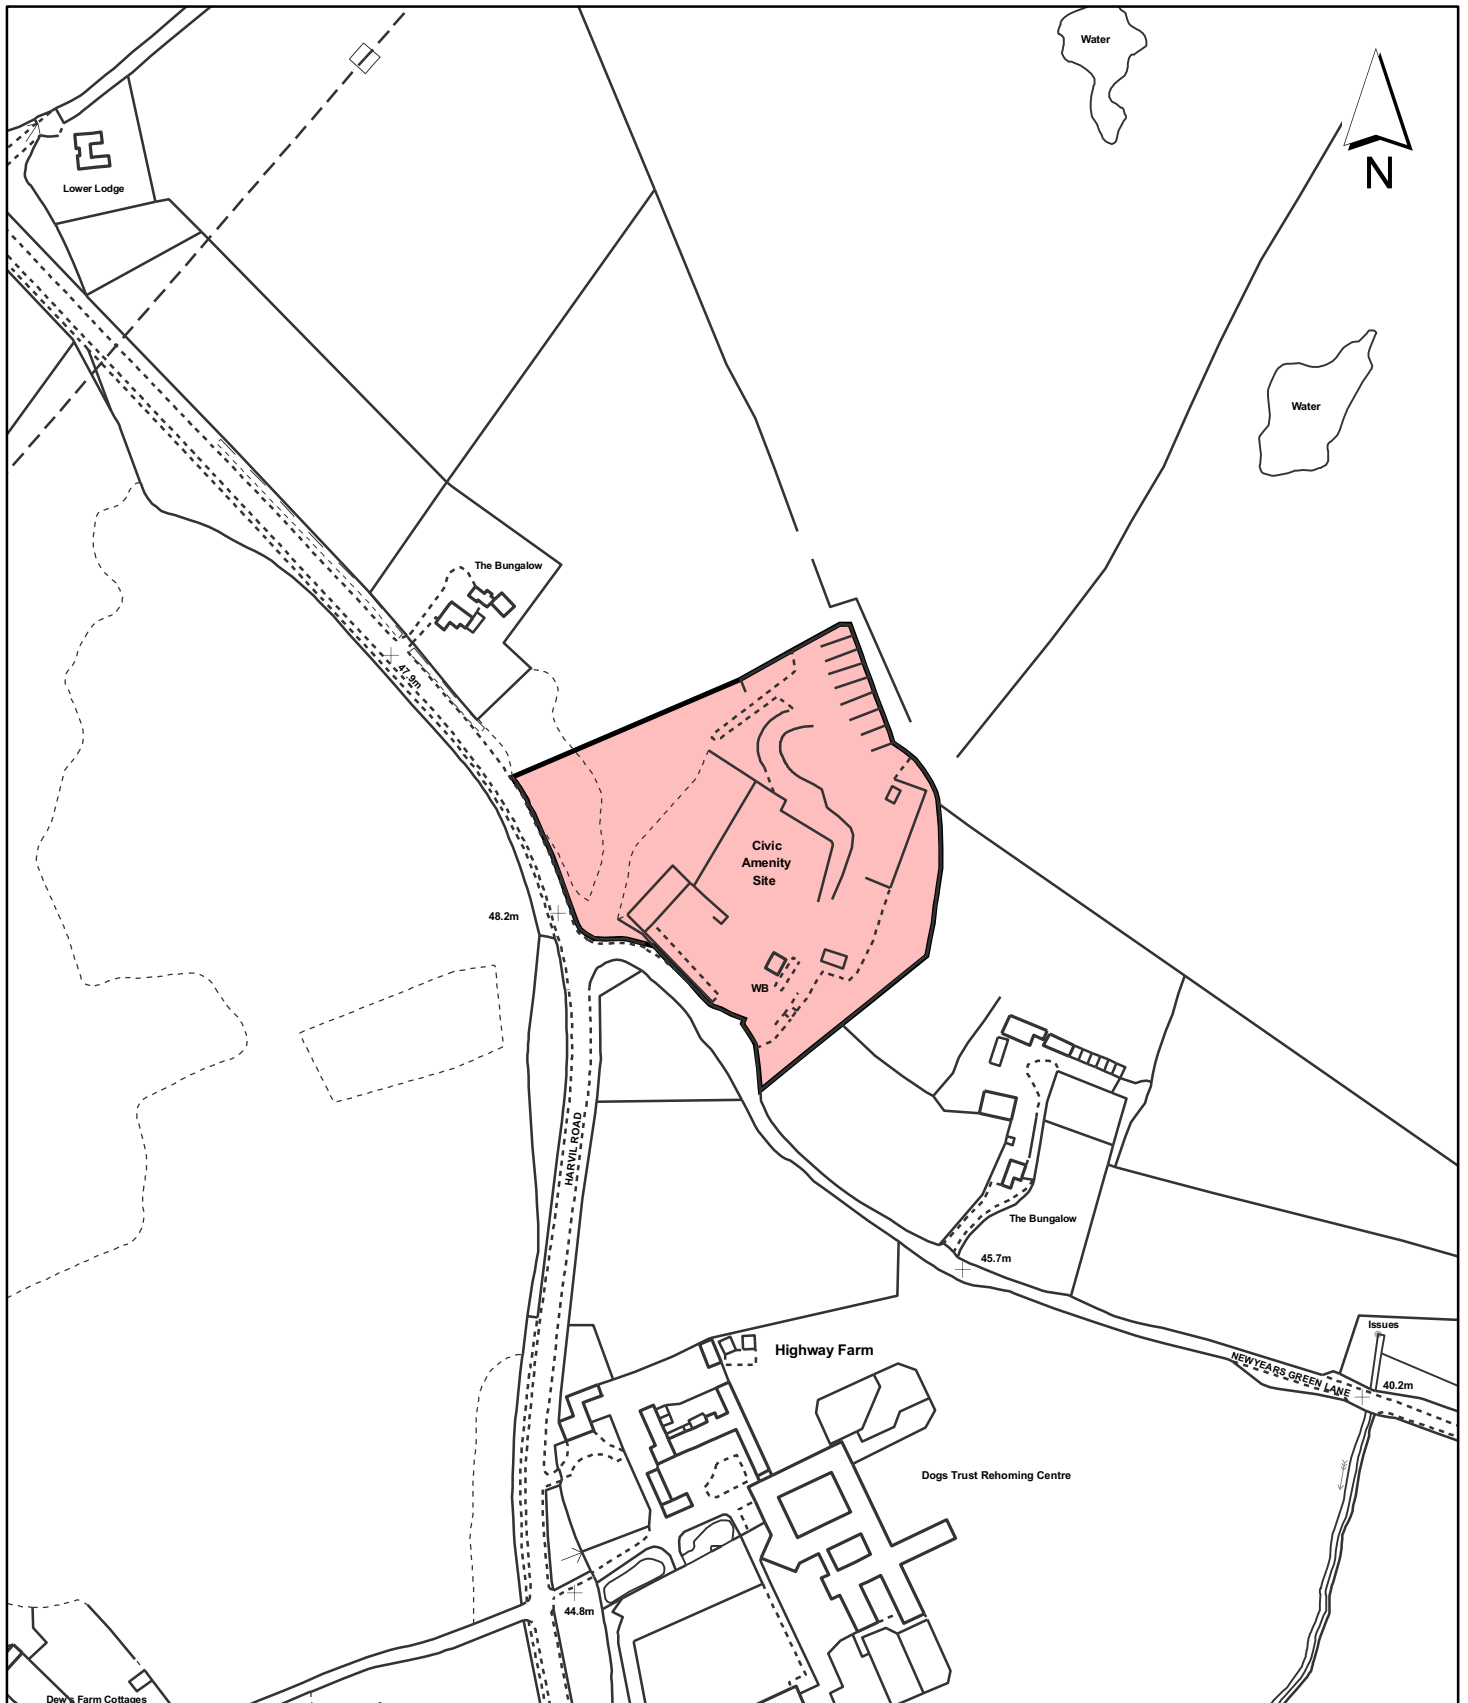 Water
N
Lower Lodge
Water
The Bungalow
47.9m
Civic
Amenity
Site
48.2m
WB
HARVIL ROAD
The Bungalow
45.7m
Issues
Highway Farm
NEWYEARS GREEN LANE
40.2m
Dogs Trust Rehoming Centre
44.8m
Dew's Farm Cottages